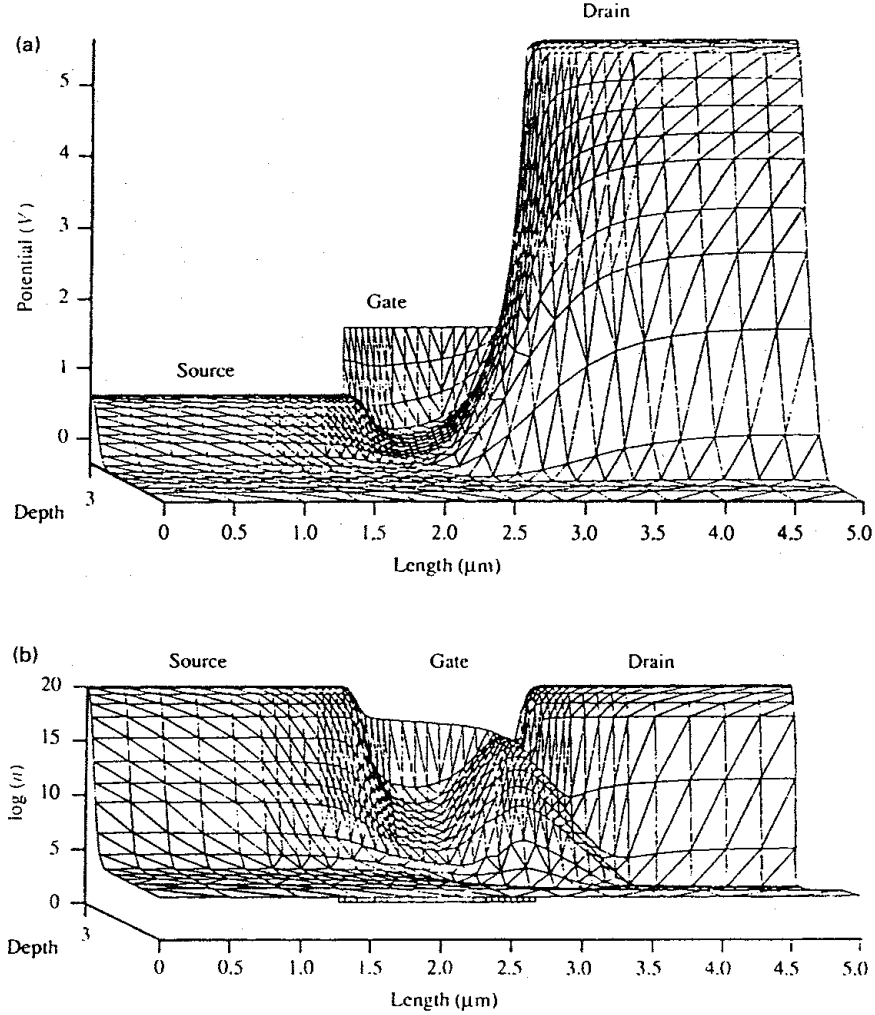 Drain
(a)
5
4
3
2
1
0
Potential (V)
Gate
Source
Depth
3
0 0.5 1.0 1.5 2.0 2.5 3.0 3.5 4.0 4.5 5.0
Length (μm)
(b)
Source Gate Drain
20
15
10
5
0
log (n)
Depth
3
0 0.5 1.0 1.5 2.0 2.5 3.0 3.5 4.0 4.5 5.0
Length (μm)